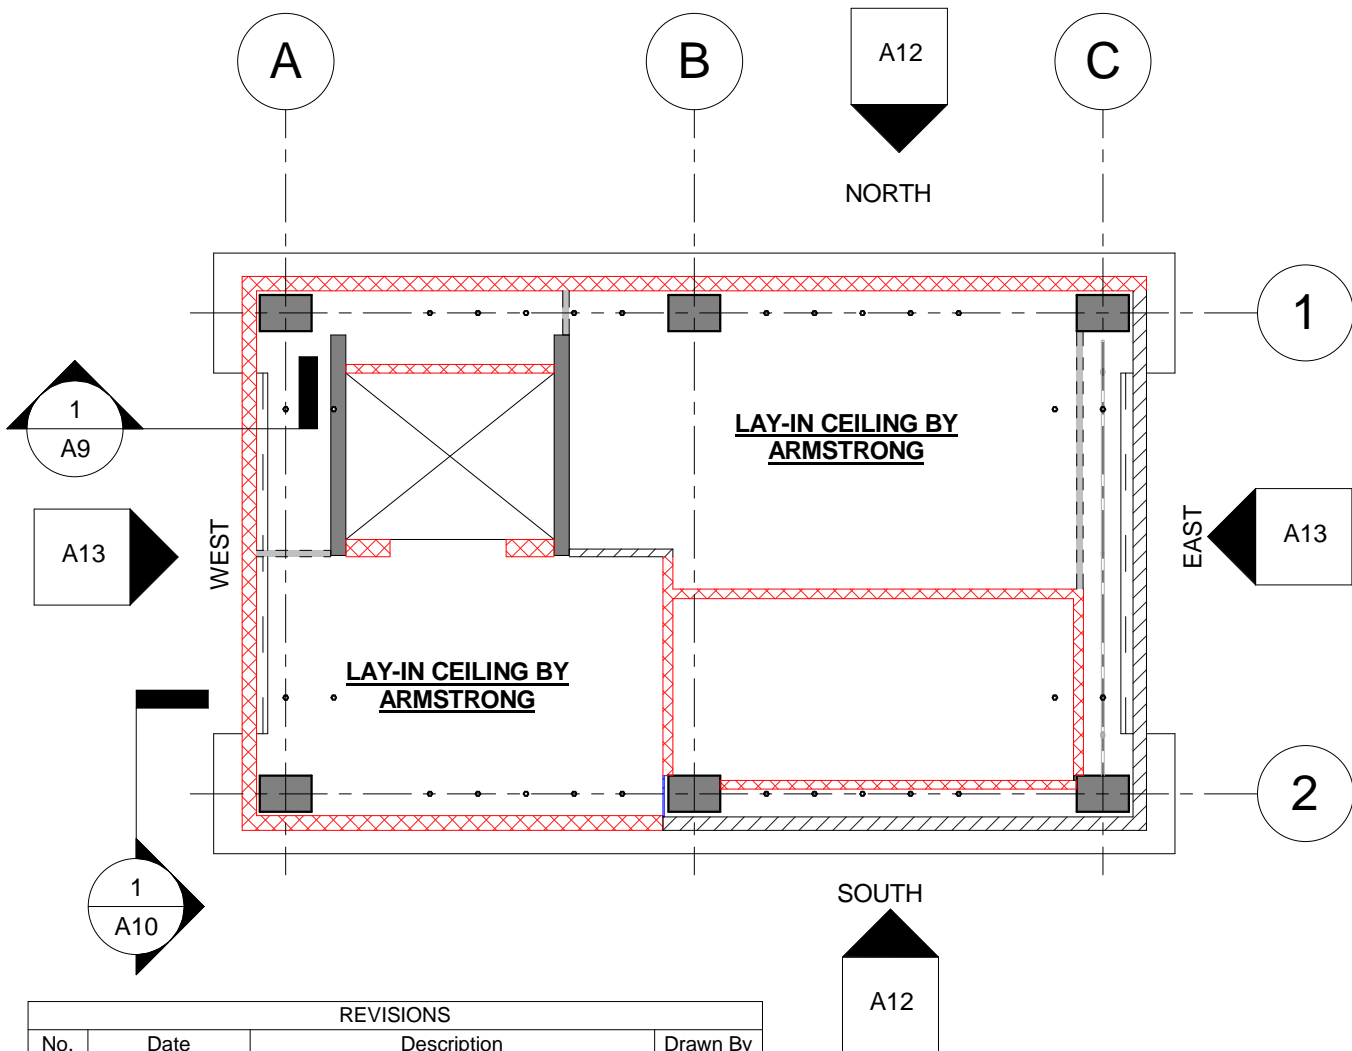 A
B
C
A12
NORTH
1
1
A9
LAY-IN CEILING BY
ARMSTRONG
A13
WEST
EAST
A13
LAY-IN CEILING BY
ARMSTRONG
2
1
A10
SOUTH
A12
REVISIONS
No. Date Description Drawn By